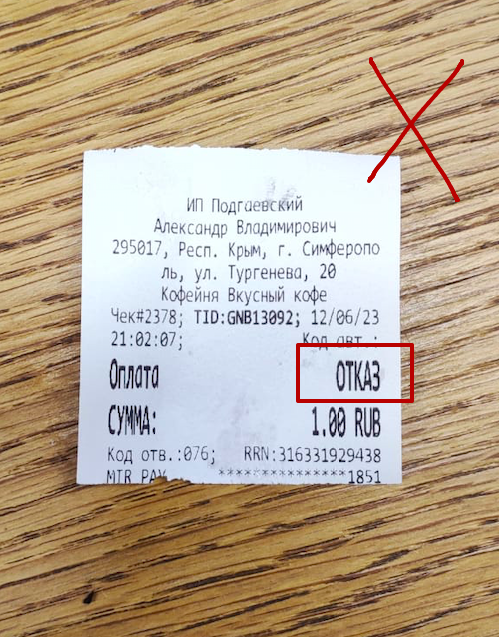 ИП Подгаевский
Александр Владимирович
295017, Респ. Крым, г. Симферопо
ль, ул. Тургенева, 20
Кофейня Вкусный кофе
Чек#2378; TID:GNB13092; 12/06/23
21:02:07; Код авт.:
Оплата ОТКАЗ
СУММА: 1.00 RUB
Код отв.:076; RRN:316331929438
MIR PAY ***************1851